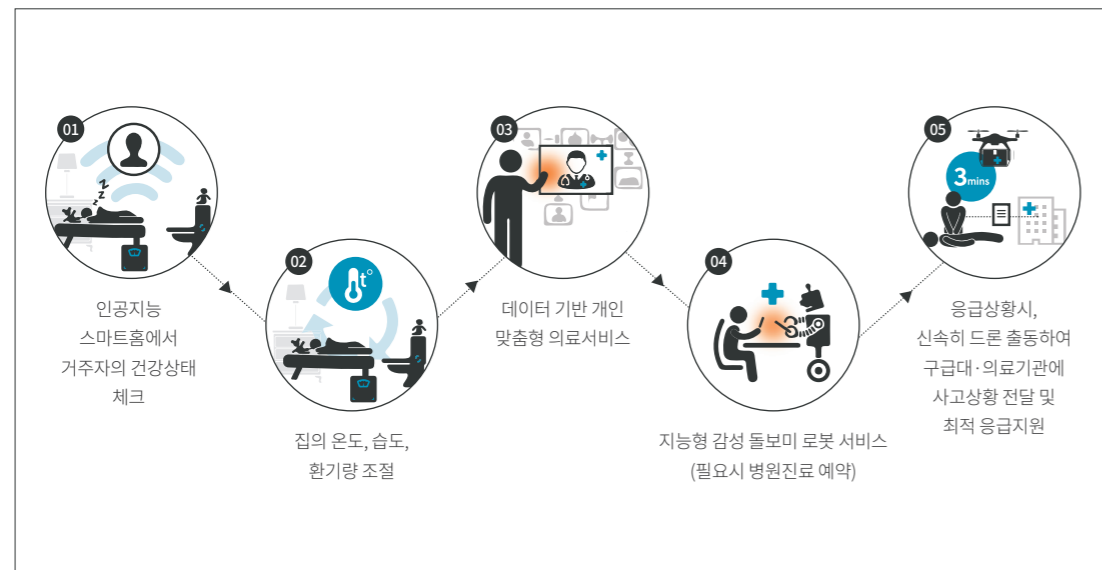 01
zzz
인공지능
스마트홈에서
거주자의 건강상태
체크
02
t°
집의 온도, 습도,
환기량 조절
03
데이터 기반 개인
맞춤형 의료서비스
04
지능형 감성 돌보미 로봇 서비스
(필요시 병원진료 예약)
05
3mins
응급상황시,
신속히 드론 출동하여
구급대·의료기관에
사고상황 전달 및
최적 응급지원